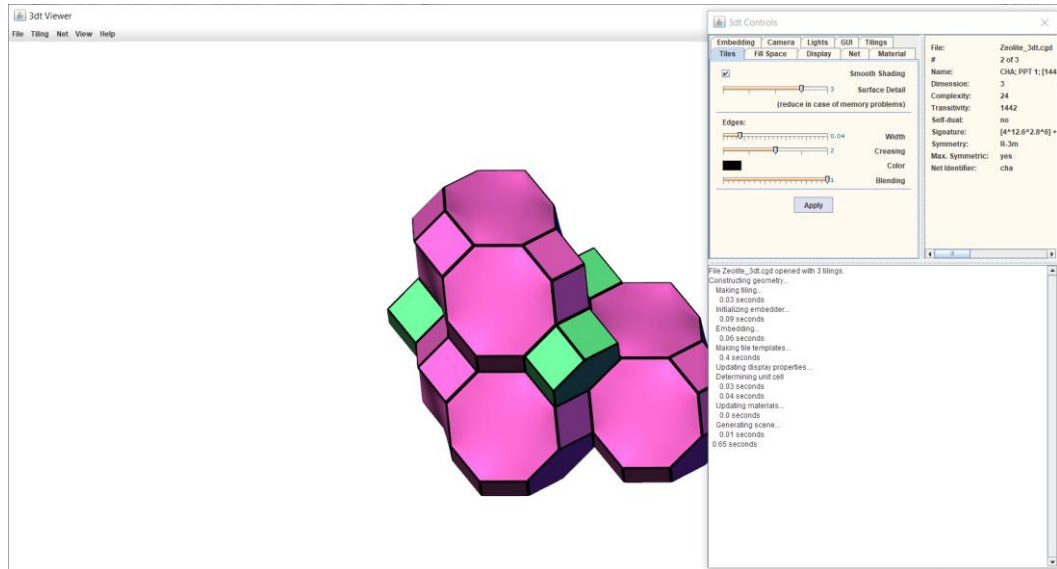 3dt Viewer
File Tiling Net View Help
3dt Controls
Embedding Camera Lights GUI Tilings
Tiles Fill Space Display Net Material
Smooth Shading
3 Surface Detail
(reduce in case of memory problems)
Edges:
0.04 Width
2 Creasing
Color
1 Blending
Apply
File: Zeolite_3dt.cgd
# 2 of 3
Name: CHA; PPT 1; [144
Dimension: 3
Complexity: 24
Transitivity: 1442
Self-dual: no
Signature: [4^12.6^2.8^6] +
Symmetry: R-3m
Max. Symmetric: yes
Net Identifier: cha
File Zeolite_3dt.cgd opened with 3 tilings.
Constructing geometry...
Making tiling...
0.03 seconds
Initializing embedder...
0.09 seconds
Embedding...
0.06 seconds
Making tile templates...
0.4 seconds
Updating display properties...
Determining unit cell
0.03 seconds
0.04 seconds
Updating materials...
0.0 seconds
Generating scene...
0.01 seconds
0.65 seconds